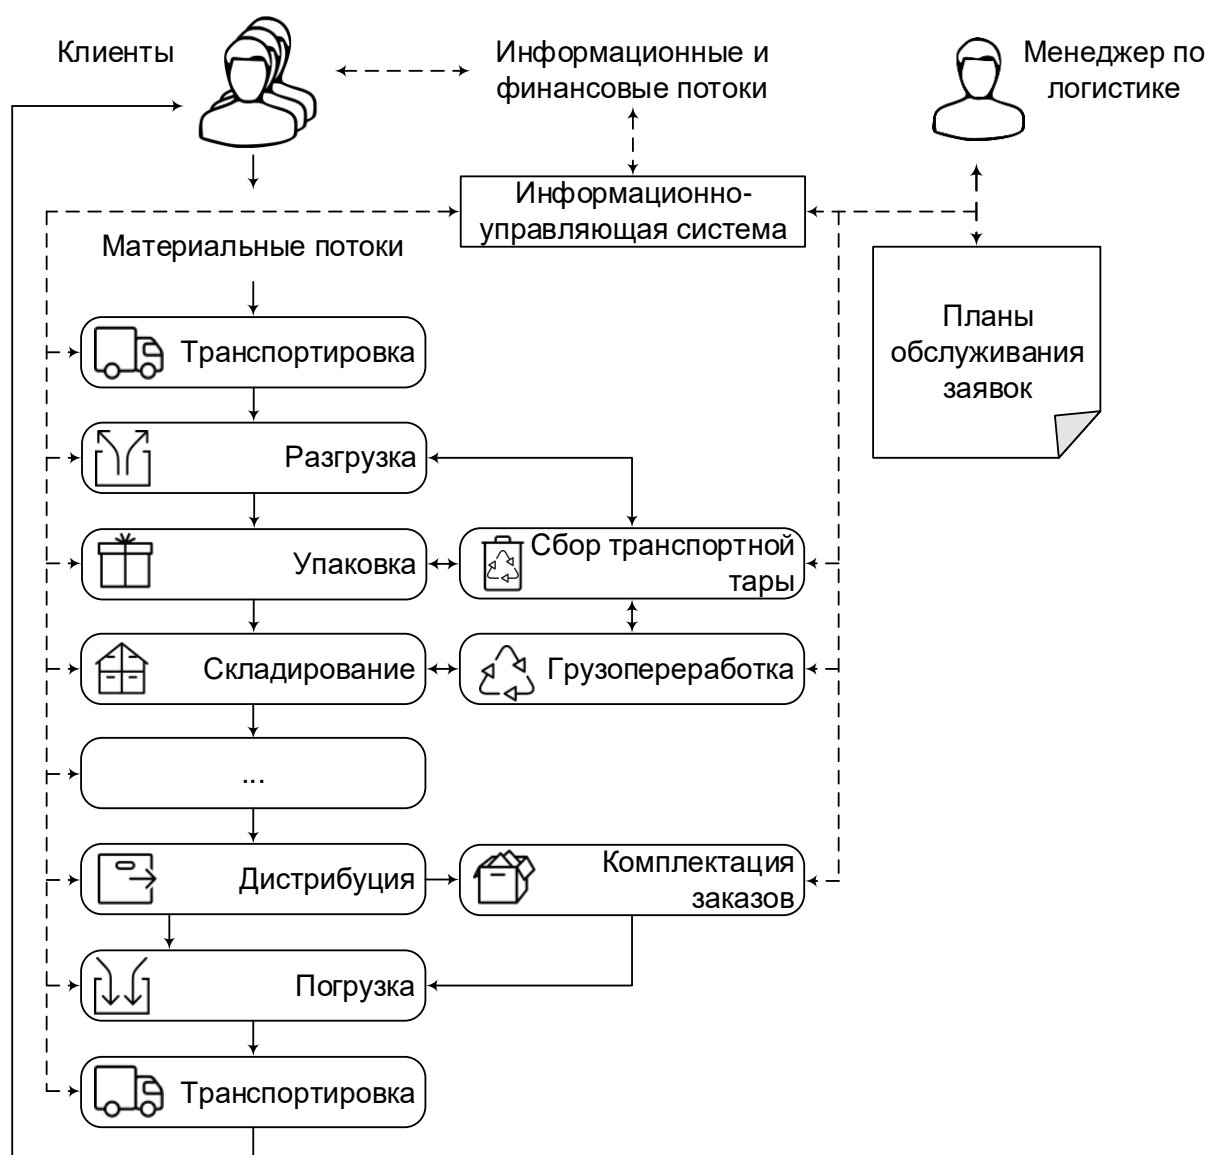 Клиенты
Информационные и
финансовые потоки
Менеджер по
логистике
Информационно-
управляющая система
Материальные потоки
Планы
обслуживания
заявок
Транспортировка
Разгрузка
Упаковка
Сбор транспортной
тары
Складирование
Грузопереработка
...
Дистрибуция
Комплектация
заказов
Погрузка
Транспортировка